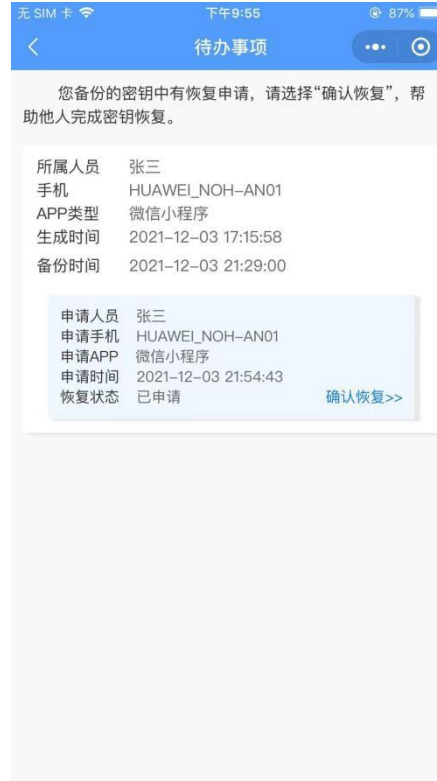 无 SIM 卡 下午9:55 87%
待办事项
您备份的密钥中有恢复申请，请选择“确认恢复”，帮
助他人完成密钥恢复。
所属人员 张三
手机 HUAWEI_NOH-AN01
APP类型 微信小程序
生成时间 2021-12-03 17:15:58
备份时间 2021-12-03 21:29:00
申请人员 张三
申请手机 HUAWEI_NOH-AN01
申请APP 微信小程序
申请时间 2021-12-03 21:54:43
恢复状态 已申请 确认恢复>>